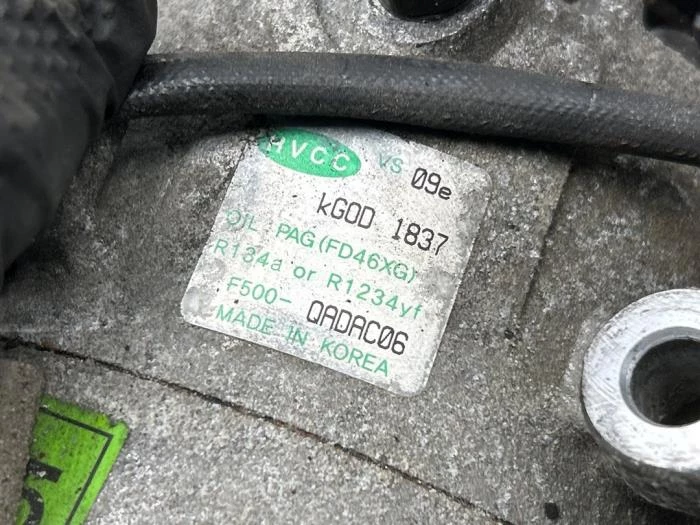 HVCC VS 09e
kGOD 1837
OIL PAG(FD46XG)
R134a or R1234yf
F500- QADAC06
MADE IN KOREA